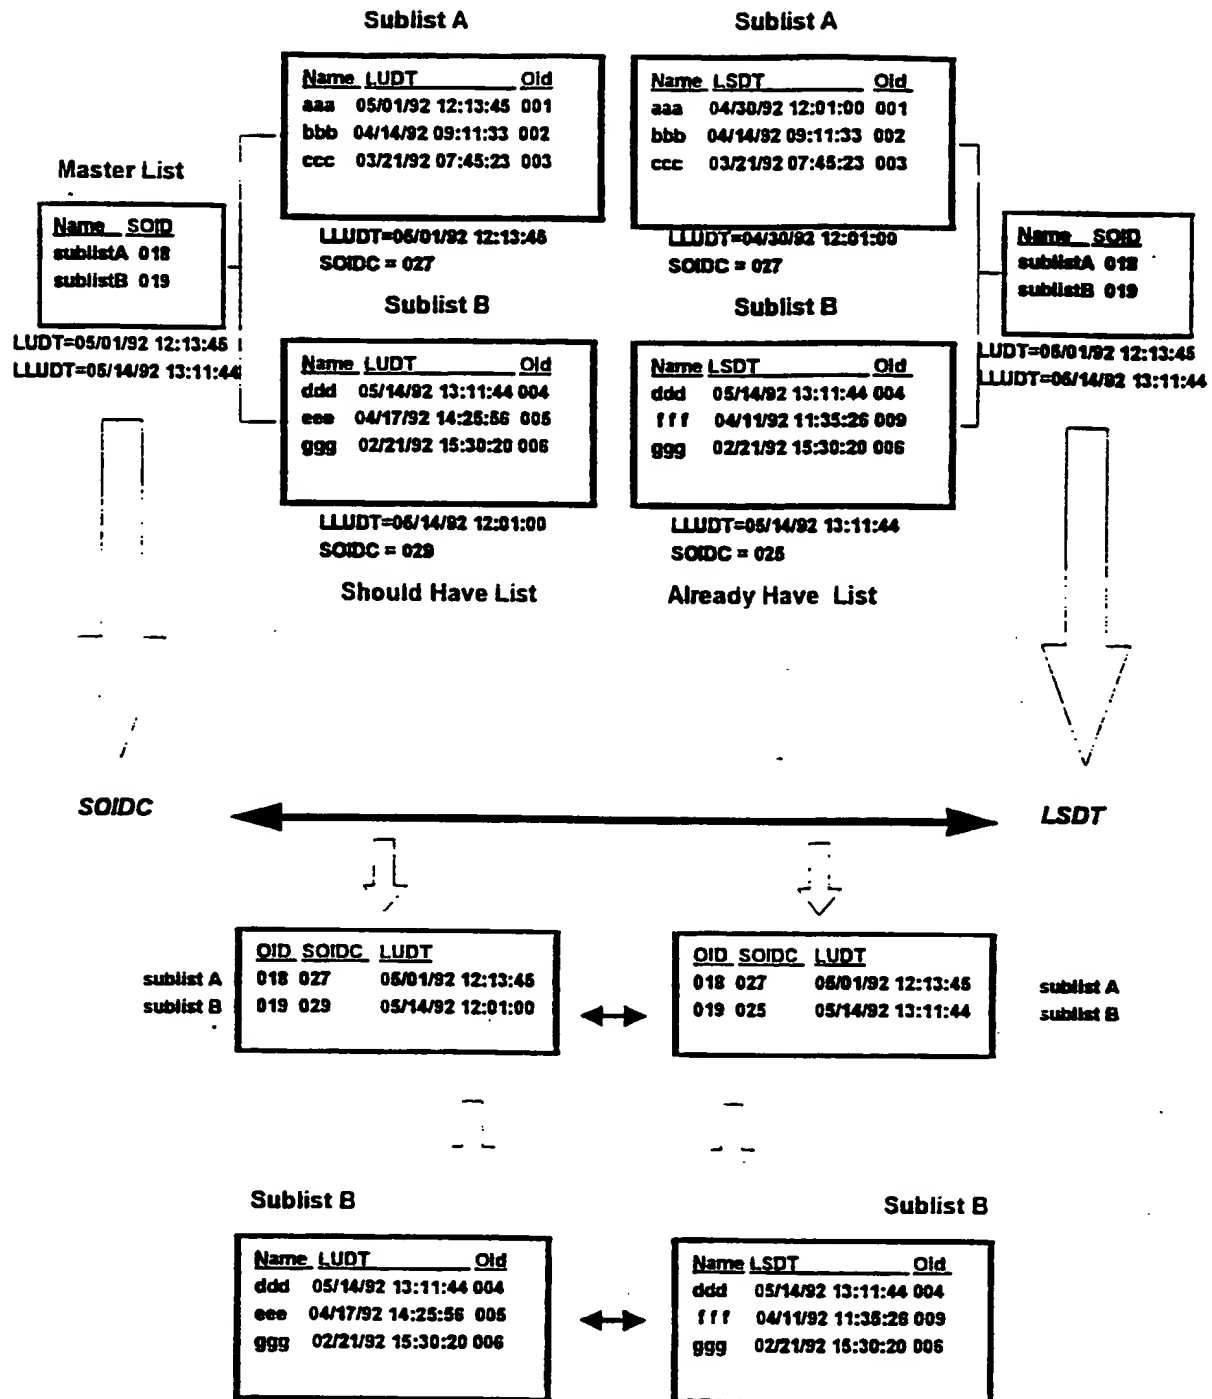 Sublist A
Name LUDT Oid
aaa 05/01/92 12:13:45 001
bbb 04/14/92 09:11:33 002
ccc 03/21/92 07:45:23 003
LLUDT=05/01/92 12:13:45
SOIDC = 027
Sublist A
Name LSDT Oid
aaa 04/30/92 12:01:00 001
bbb 04/14/92 09:11:33 002
ccc 03/21/92 07:45:23 003
LLUDT=04/30/92 12:01:00
SOIDC = 027
Master List
Name SOID
sublistA 018
sublistB 019
LUDT=05/01/92 12:13:45
LLUDT=05/14/92 13:11:44
Name SOID
sublistA 018
sublistB 019
LUDT=05/01/92 12:13:45
LLUDT=05/14/92 13:11:44
Sublist B
Name LUDT Oid
ddd 05/14/92 13:11:44 004
eee 04/17/92 14:25:56 005
ggg 02/21/92 15:30:20 006
LLUDT=05/14/92 12:01:00
SOIDC = 029
Should Have List
Sublist B
Name LSDT Oid
ddd 05/14/92 13:11:44 004
fff 04/11/92 11:35:26 009
ggg 02/21/92 15:30:20 006
LLUDT=05/14/92 13:11:44
SOIDC = 025
Already Have List
SOIDC
LSDT
OID SOIDC LUDT
sublist A 018 027 05/01/92 12:13:45
sublist B 019 029 05/14/92 12:01:00
OID SOIDC LUDT
018 027 05/01/92 12:13:45 sublist A
019 025 05/14/92 13:11:44 sublist B
Sublist B
Name LUDT Oid
ddd 05/14/92 13:11:44 004
eee 04/17/92 14:25:56 005
ggg 02/21/92 15:30:20 006
Sublist B
Name LSDT Oid
ddd 05/14/92 13:11:44 004
fff 04/11/92 11:35:26 009
ggg 02/21/92 15:30:20 006